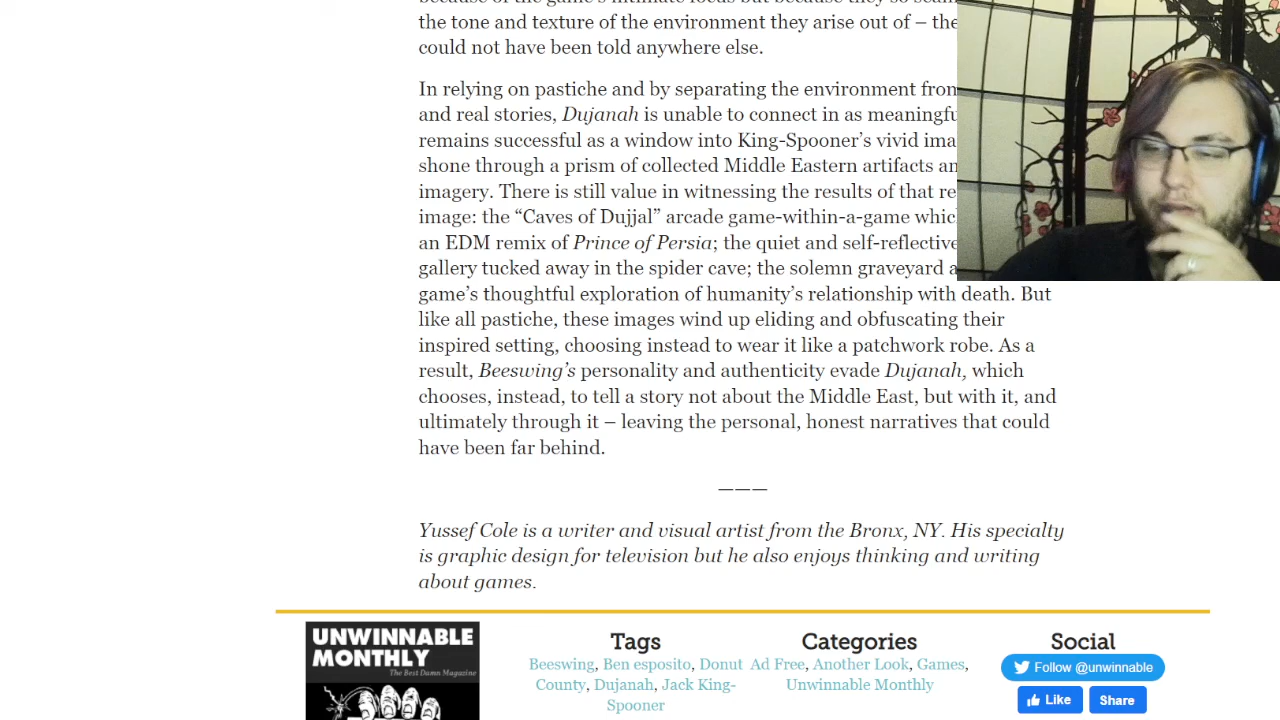 the tone and texture of the environment they arise out of – the
could not have been told anywhere else.
In relying on pastiche and by separating the environment from
and real stories, Dujanah is unable to connect in as
remains successful as a window into King-Spooner’s vivid
shone through a prism of collected Middle Eastern artifacts
imagery. There is still value in witnessing the results of that
image: the “Caves of Dujjal” arcade game-within-a-game
an EDM remix of Prince of Persia; the quiet and self-reflective
gallery tucked away in the spider cave; the solemn graveyard
game’s thoughtful exploration of humanity’s relationship with death. But
like all pastiche, these images wind up eliding and obfuscating their
inspired setting, choosing instead to wear it like a patchwork robe. As a
result, Beeswing’s personality and authenticity evade Dujanah, which
chooses, instead, to tell a story not about the Middle East, but with it, and
ultimately through it – leaving the personal, honest narratives that could
have been far behind.
———
Yussef Cole is a writer and visual artist from the Bronx, NY. His specialty
is graphic design for television but he also enjoys thinking and writing
about games.
UNWINNABLE
MONTHLY
The Best Damn Magazine
Tags
Beeswing, Ben esposito, Donut
County, Dujanah, Jack King-
Spooner
Categories
Ad Free, Another Look, Games,
Unwinnable Monthly
Social
Follow @unwinnable
Like Share